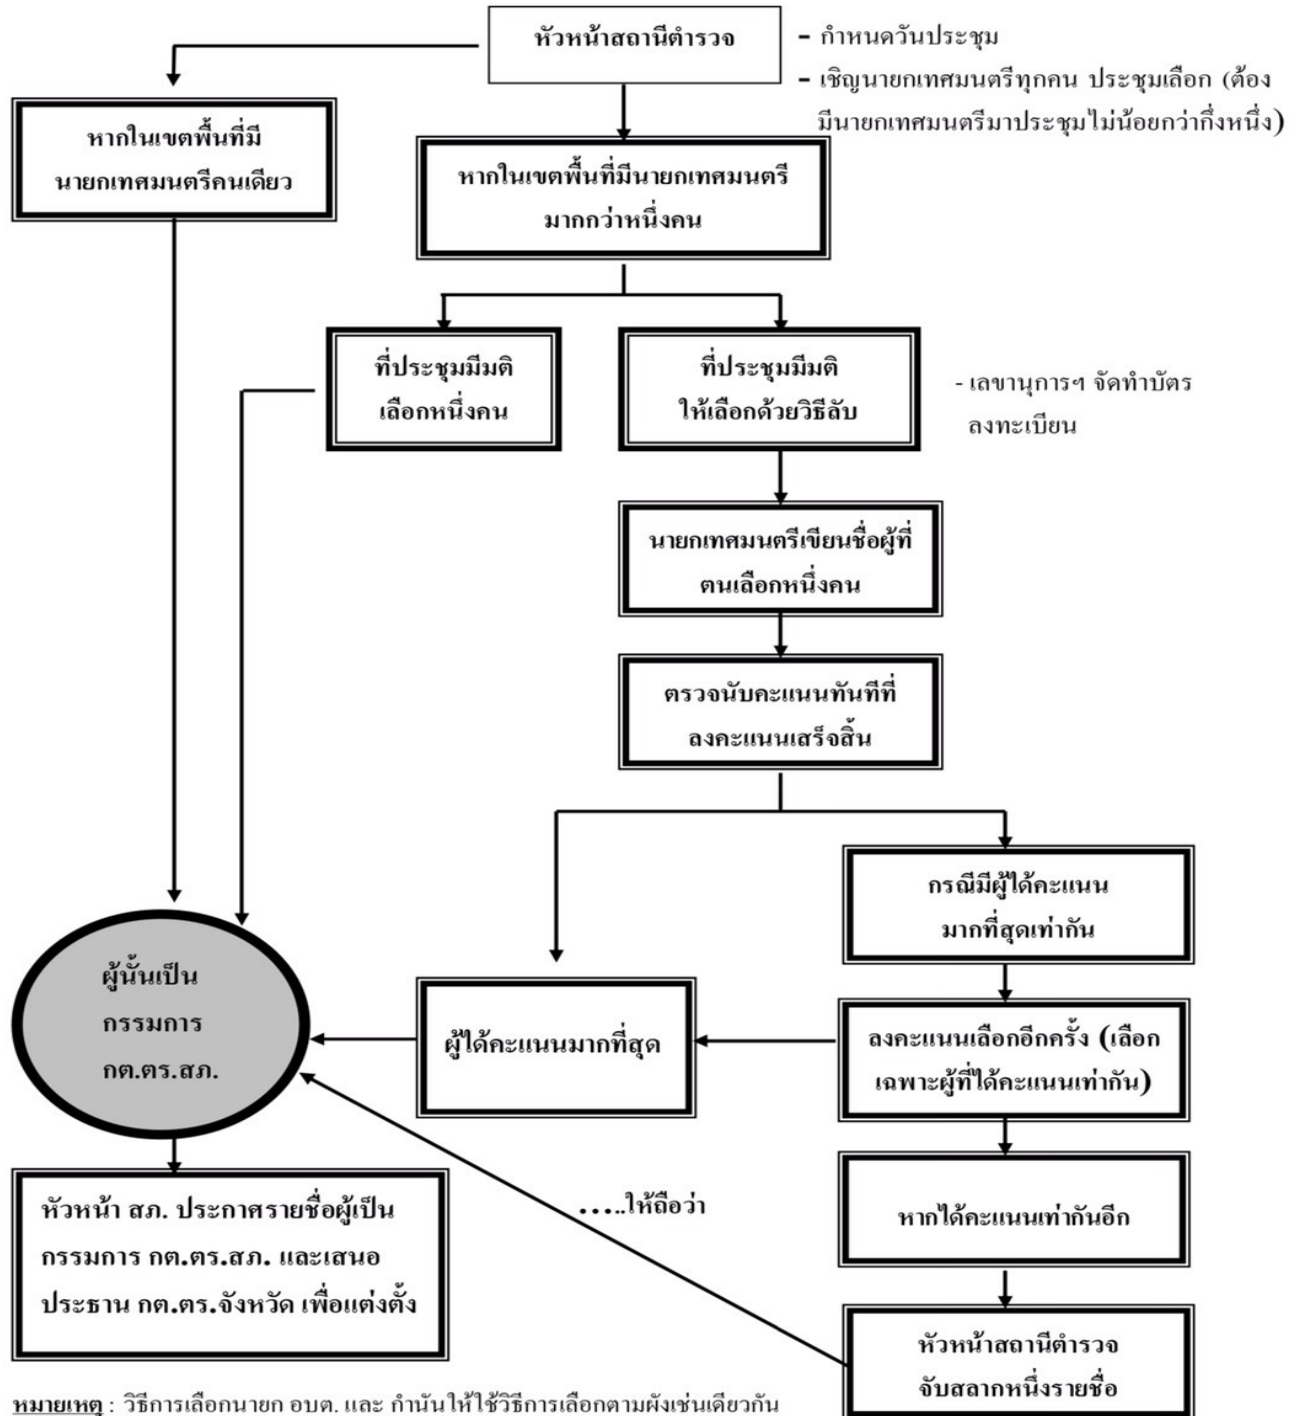 หัวหน้าสถานีตำรวจ
- กำหนดวันประชุม
- เชิญนายกเทศมนตรีทุกคน ประชุมเลือก (ต้อง
มีนายกเทศมนตรีมาประชุมไม่น้อยกว่ากึ่งหนึ่ง)
หากในเขตพื้นที่มี
นายกเทศมนตรีคนเดียว
หากในเขตพื้นที่มีนายกเทศมนตรี
มากกว่าหนึ่งคน
ที่ประชุมมีมติ
เลือกหนึ่งคน
ที่ประชุมมีมติ
ให้เลือกด้วยวิธีลับ
- เลขานุการฯ จัดทำบัตร
ลงทะเบียน
นายกเทศมนตรีเขียนชื่อผู้ที่
ตนเลือกหนึ่งคน
ตรวจนับคะแนนทันทีที่
ลงคะแนนเสร็จสิ้น
กรณีมีผู้ได้คะแนน
มากที่สุดเท่ากัน
ผู้นั้นเป็น
กรรมการ
กต.ตร.สภ.
ผู้ได้คะแนนมากที่สุด
ลงคะแนนเลือกอีกครั้ง (เลือก
เฉพาะผู้ที่ได้คะแนนเท่ากัน)
หัวหน้า สภ. ประกาศรายชื่อผู้เป็น
กรรมการ กต.ตร.สภ. และเสนอ
ประธาน กต.ตร.จังหวัด เพื่อแต่งตั้ง
.....ให้ถือว่า
หากได้คะแนนเท่ากันอีก
หัวหน้าสถานีตำรวจ
จับสลากหนึ่งรายชื่อ
หมายเหตุ : วิธีการเลือกนายก อบต. และ กำนันให้ใช้วิธีการเลือกตามผังเช่นเดียวกัน